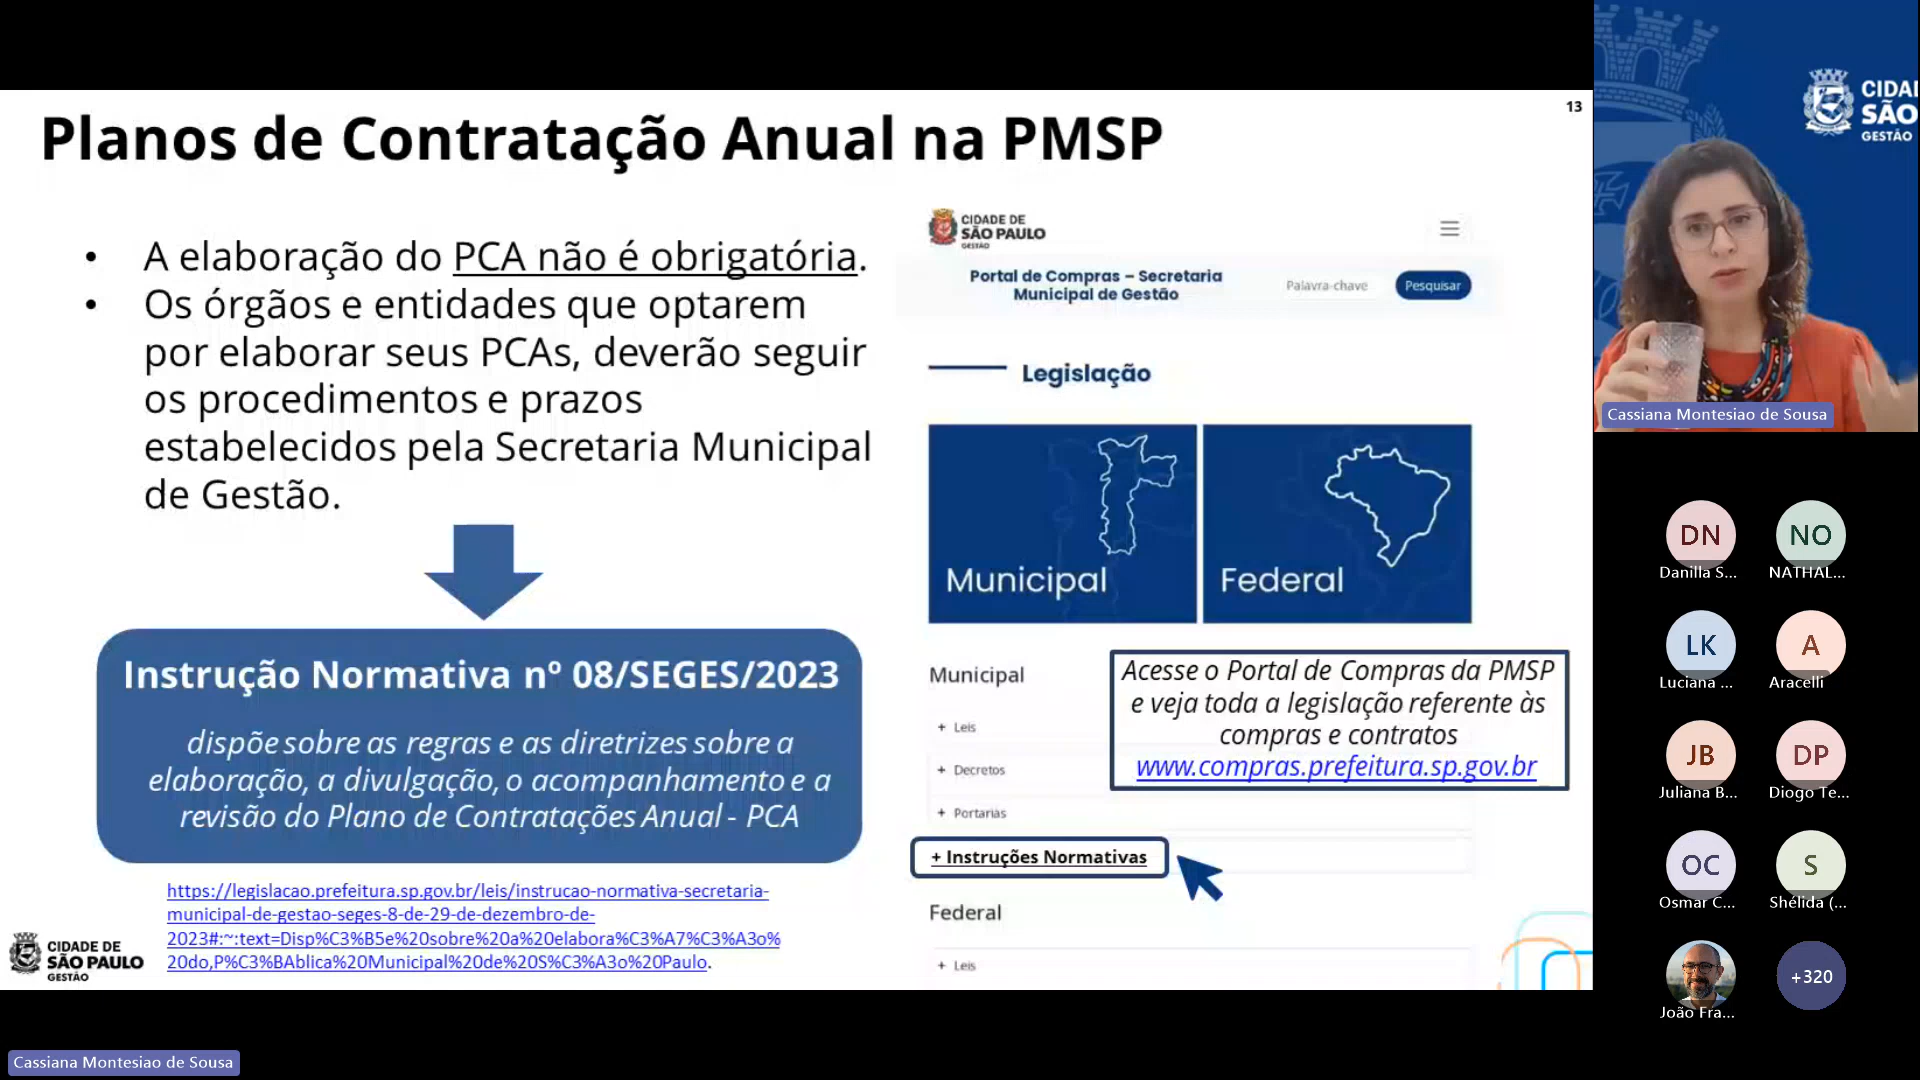 13
Planos de Contratação Anual na PMSP
• A elaboração do PCA não é obrigatória.
• Os órgãos e entidades que optarem
por elaborar seus PCAs, deverão seguir
os procedimentos e prazos
estabelecidos pela Secretaria Municipal
de Gestão.
Instrução Normativa nº 08/SEGES/2023
dispõe sobre as regras e as diretrizes sobre a
elaboração, a divulgação, o acompanhamento e a
revisão do Plano de Contratações Anual - PCA
https://legislacao.prefeitura.sp.gov.br/leis/instrucao-normativa-secretaria-
municipal-de-gestao-seges-8-de-29-de-dezembro-de-
2023#:~:text=Disp%C3%B5e%20sobre%20a%20elabora%C3%A7%C3%A3o%
20do,P%C3%BAblica%20Municipal%20de%20S%C3%A3o%20Paulo.
CIDADE DE
SÃO PAULO
GESTÃO
CIDADE DE
SÃO PAULO
GESTÃO
Portal de Compras – Secretaria
Municipal de Gestão
Palavra-chave
Pesquisar
Legislação
Municipal
Federal
Municipal
+ Leis
+ Decretos
+ Portarias
+ Instruções Normativas
Federal
+ Leis
Acesse o Portal de Compras da PMSP
e veja toda a legislação referente às
compras e contratos
www.compras.prefeitura.sp.gov.br
CIDAI
SÃO
GESTÃO
Cassiana Montesiao de Sousa
DN
Danilla S...
NO
NATHAL...
LK
Luciana ...
A
Aracelli
JB
Juliana B...
DP
Diogo Te...
OC
Osmar C...
S
Shélida (...
João Fra...
+320
Cassiana Montesiao de Sousa